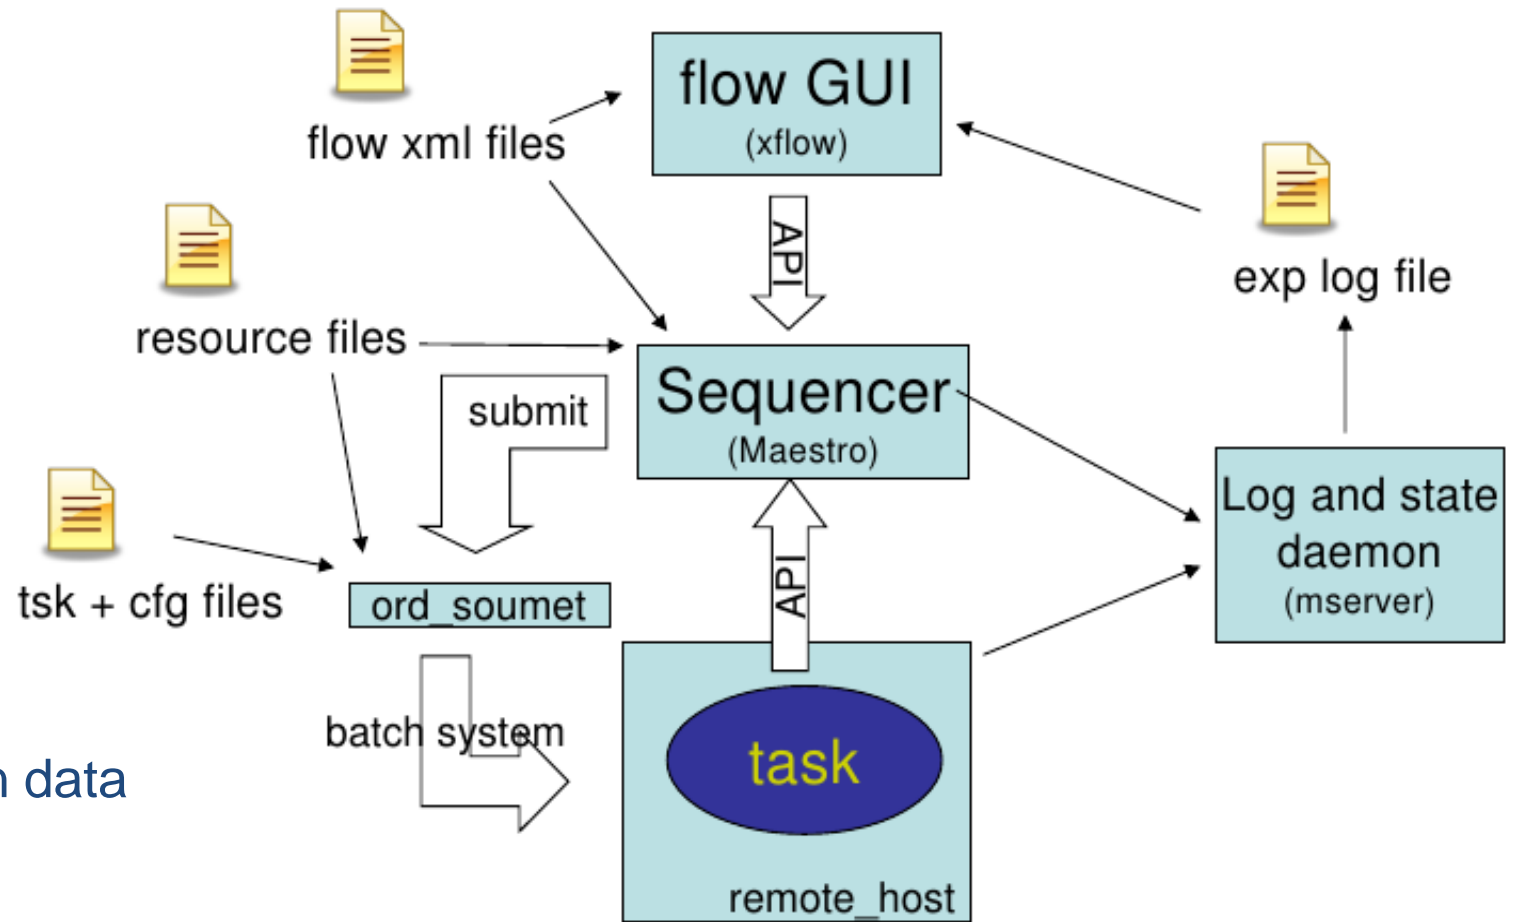 flow GUI
(xflow)
flow xml files
API
exp log file
resource files
submit
Sequencer
(Maestro)
Log and state
daemon
(mserver)
tsk + cfg files
ord_soumet
API
batch system
task
data
remote_host